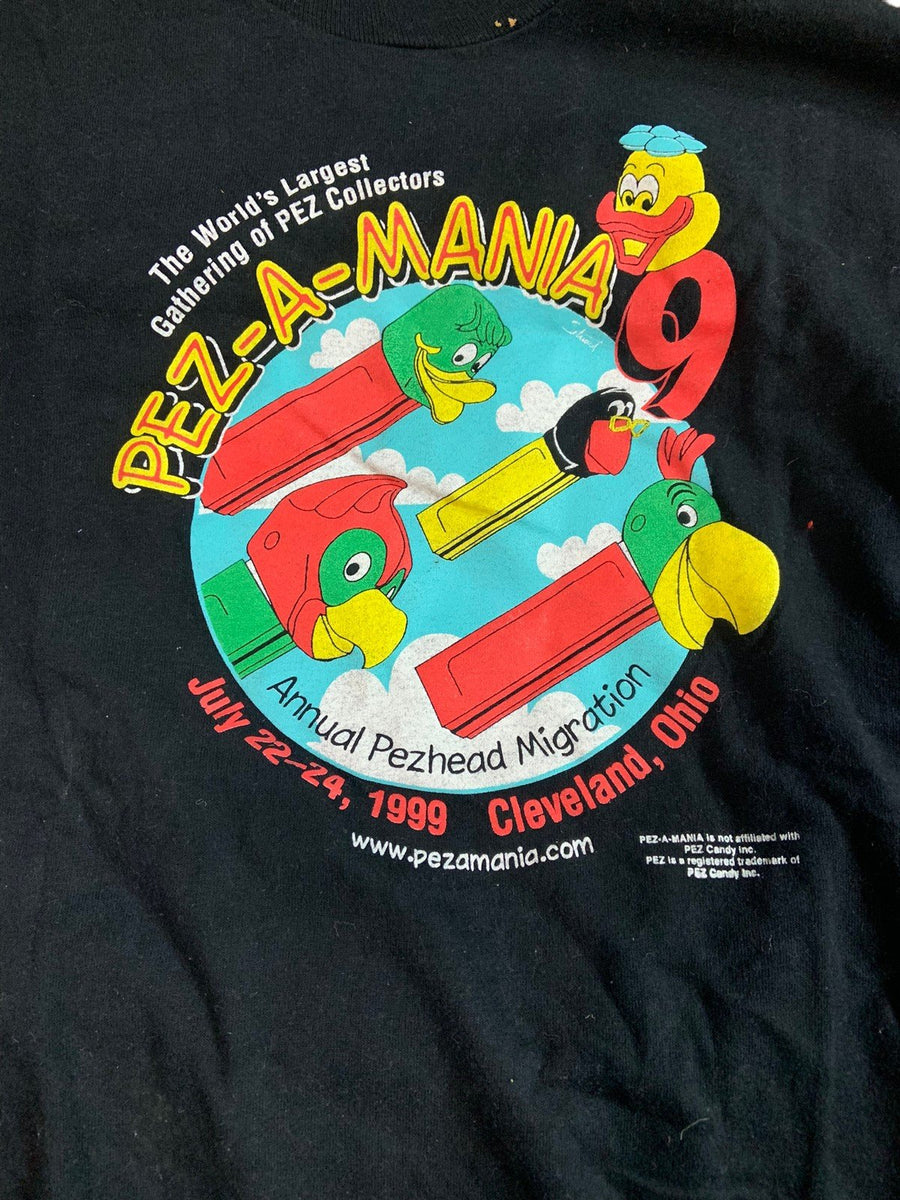 The World's Largest
Gathering of PEZ Collectors
PEZ-A-MANIA 9
Annual Pezhead Migration
July 22-24, 1999 Cleveland, Ohio
www.pezamania.com
PEZ-A-MANIA is not affiliated with
PEZ Candy Inc.
PEZ is a registered trademark of
PEZ Candy Inc.